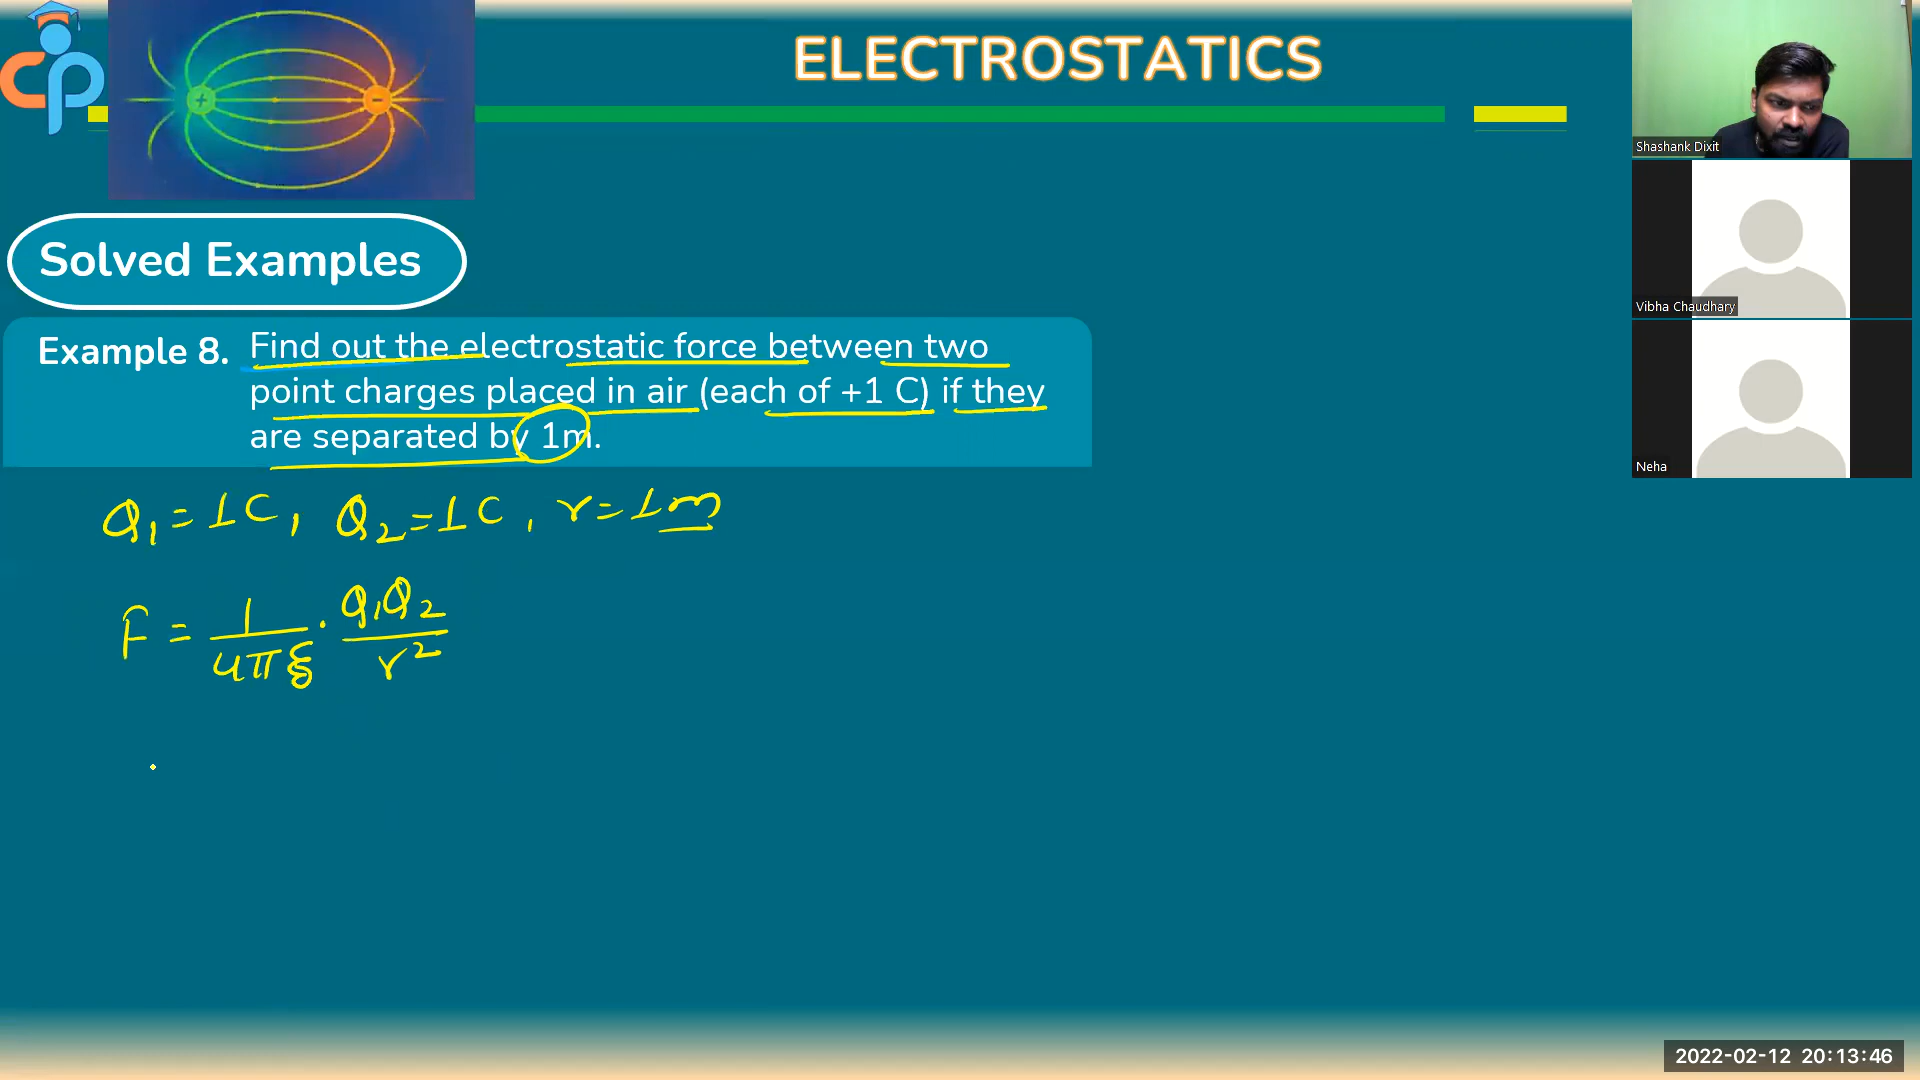 cp
ELECTROSTATICS
Solved Examples
Example 8. Find out the electrostatic force between two
point charges placed in air (each of +1 C) if they
are separated by 1m.
Q₁ = 1C, Q₂ = 1C, r = 1m
F = 1/4πε₀ · Q₁Q₂/r²
Shashank Dixit
Vibha Chaudhary
Neha
2022-02-12 20:13:46